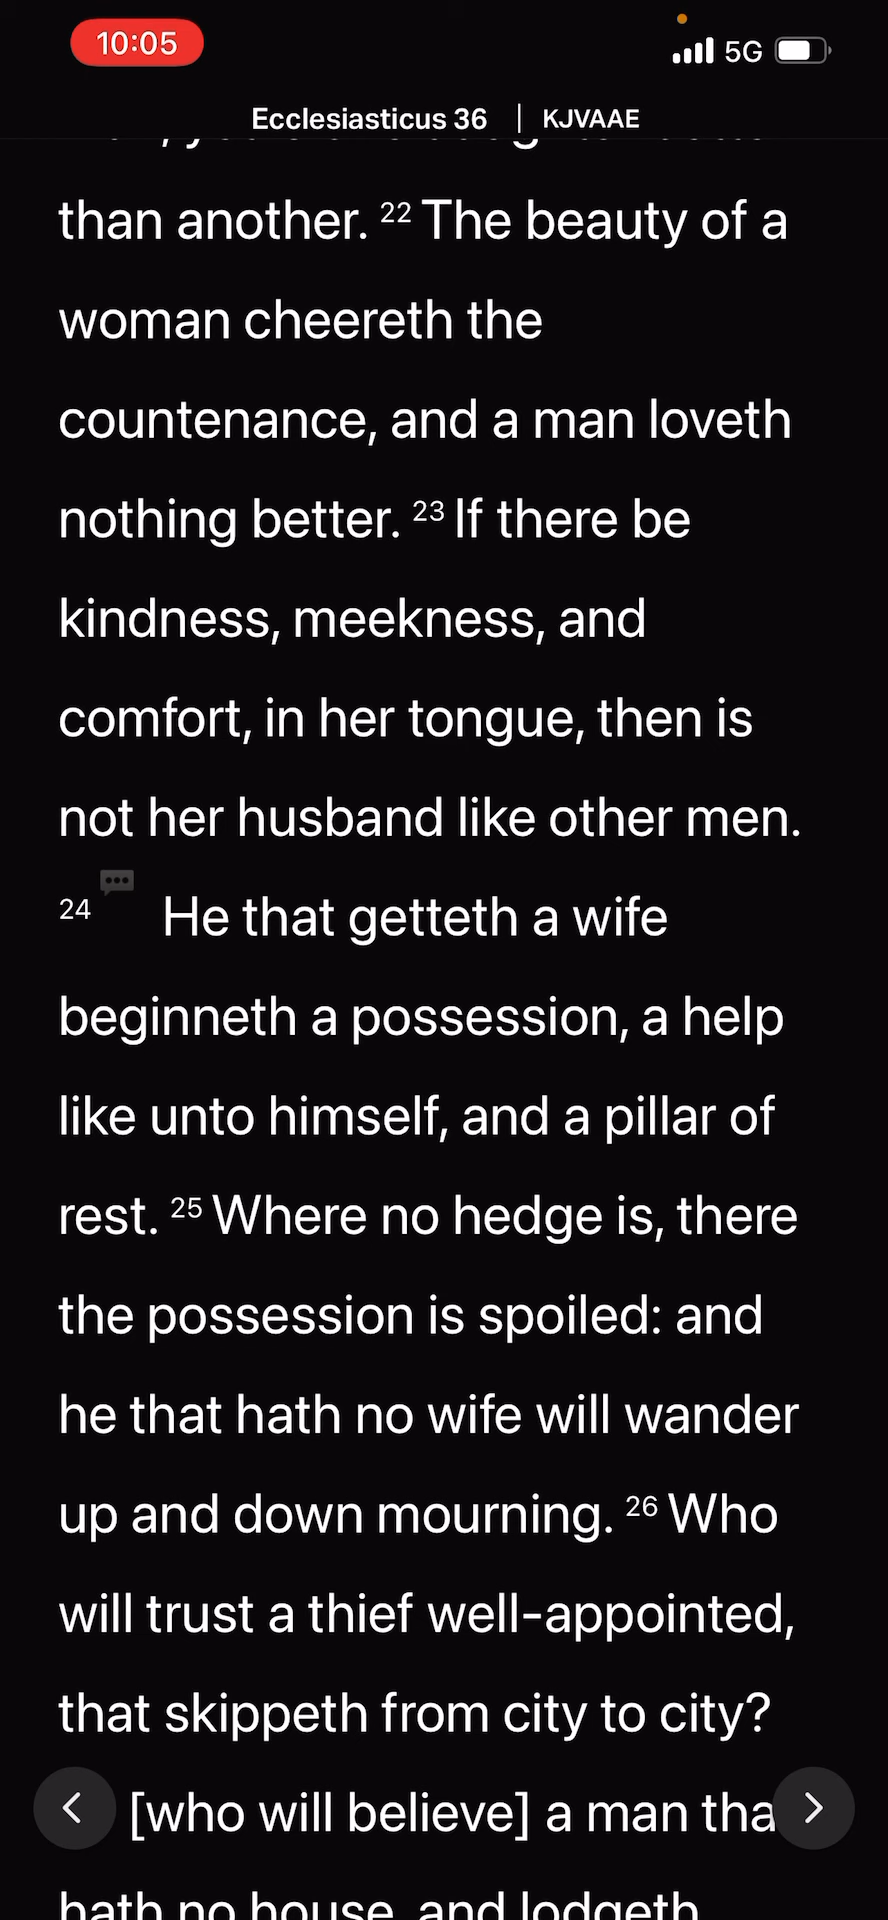 10:05
5G
Ecclesiasticus 36 | KJVAAE
than another. 22 The beauty of a
woman cheereth the
countenance, and a man loveth
nothing better. 23 If there be
kindness, meekness, and
comfort, in her tongue, then is
not her husband like other men.
24 He that getteth a wife
beginneth a possession, a help
like unto himself, and a pillar of
rest. 25 Where no hedge is, there
the possession is spoiled: and
he that hath no wife will wander
up and down mourning. 26 Who
will trust a thief well-appointed,
that skippeth from city to city?
[who will believe] a man tha
hath no house, and lodgeth